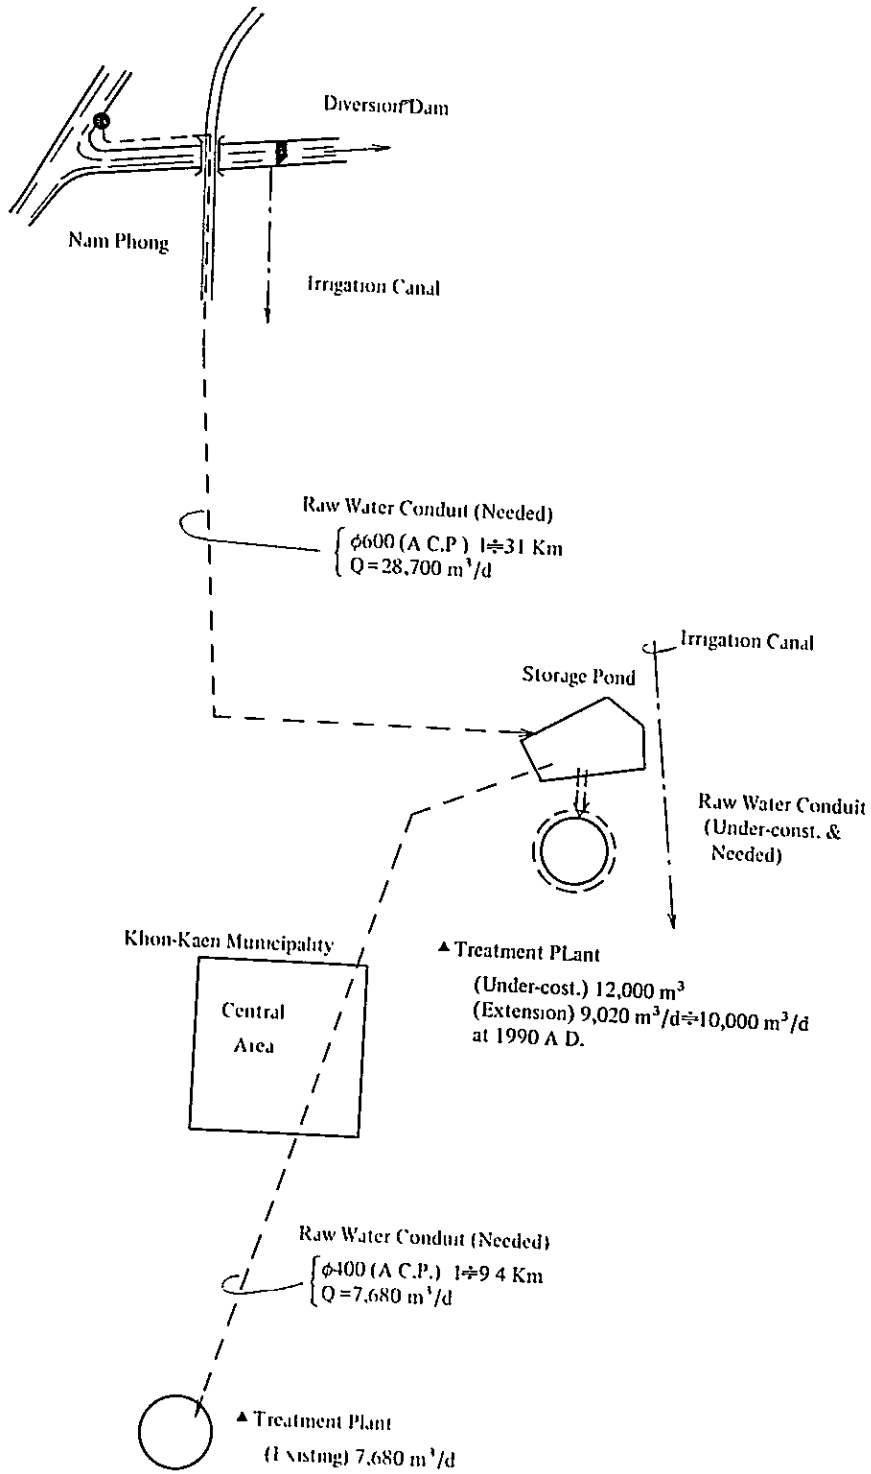 Diversion Dam
Nam Phong
Irrigation Canal
Raw Water Conduit (Needed)
ϕ600 (A C.P) l≑31 Km
Q=28,700 m³/d
Irrigation Canal
Storage Pond
Raw Water Conduit
(Under-const. &
Needed)
Khon-Kaen Municipality
Central
Area
▲ Treatment PLant
(Under-cost.) 12,000 m³
(Extension) 9,020 m³/d≑10,000 m³/d
at 1990 A D.
Raw Water Conduit (Needed)
ϕ400 (A C.P.) l≑9 4 Km
Q=7,680 m³/d
▲ Treatment Plant
(Existing) 7,680 m³/d